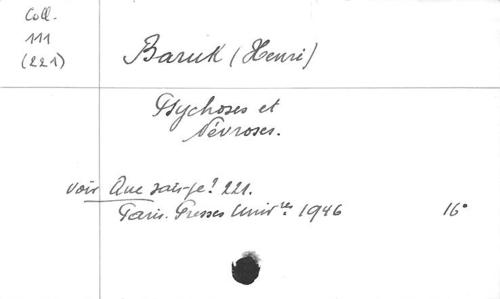 Coll.
111
(221)
Baruk (Henri)
Psychoses et
Névroses.
voir Que sais-je? 221.
Paris. Presses Univ.res 1946 16°